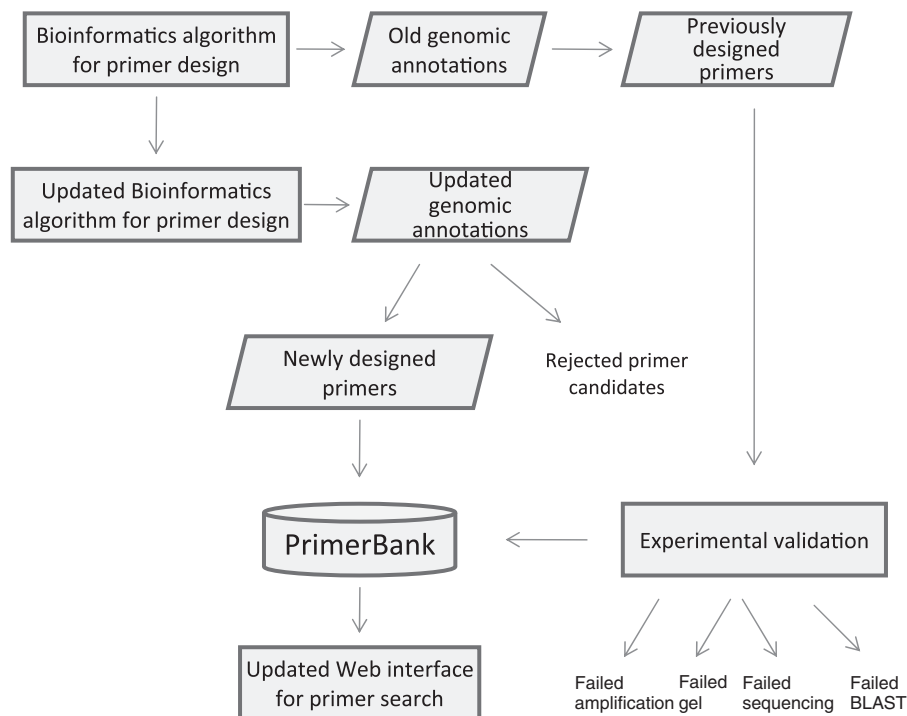 Bioinformatics algorithm
for primer design
Old genomic
annotations
Previously
designed
primers
Updated Bioinformatics
algorithm for primer design
Updated
genomic
annotations
Newly designed
primers
Rejected primer
candidates
PrimerBank
Experimental validation
Updated Web interface
for primer search
Failed
amplification
Failed
gel
Failed
sequencing
Failed
BLAST